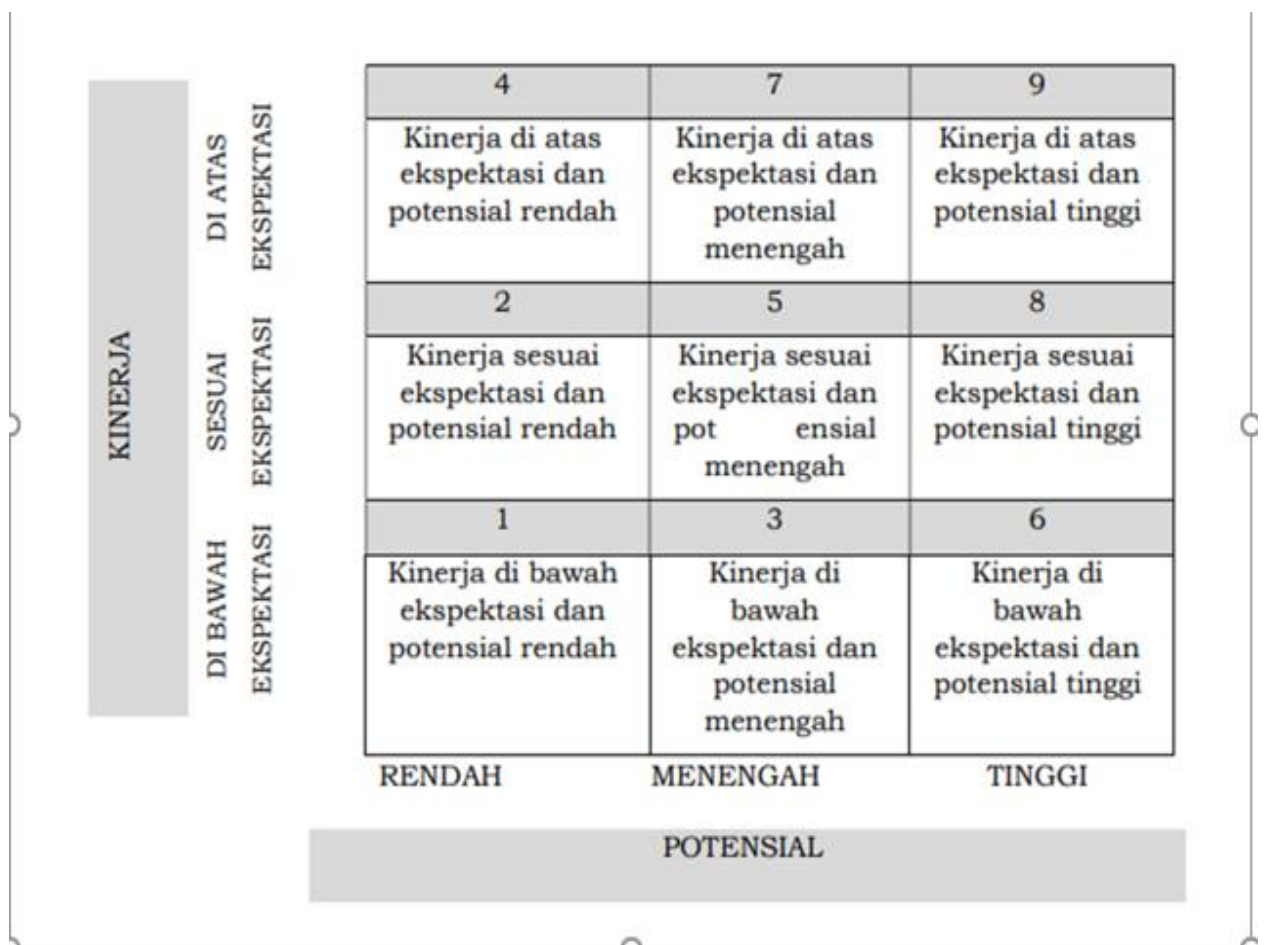 KINERJA
DI ATAS
EKSPEKTASI
4
Kinerja di atas
ekspektasi dan
potensial rendah
7
Kinerja di atas
ekspektasi dan
potensial
menengah
9
Kinerja di atas
ekspektasi dan
potensial tinggi
SESUAI
EKSPEKTASI
2
Kinerja sesuai
ekspektasi dan
potensial rendah
5
Kinerja sesuai
ekspektasi dan
pot ensial
menengah
8
Kinerja sesuai
ekspektasi dan
potensial tinggi
DI BAWAH
EKSPEKTASI
1
Kinerja di bawah
ekspektasi dan
potensial rendah
3
Kinerja di
bawah
ekspektasi dan
potensial
menengah
6
Kinerja di
bawah
ekspektasi dan
potensial tinggi
RENDAH
MENENGAH
TINGGI
POTENSIAL